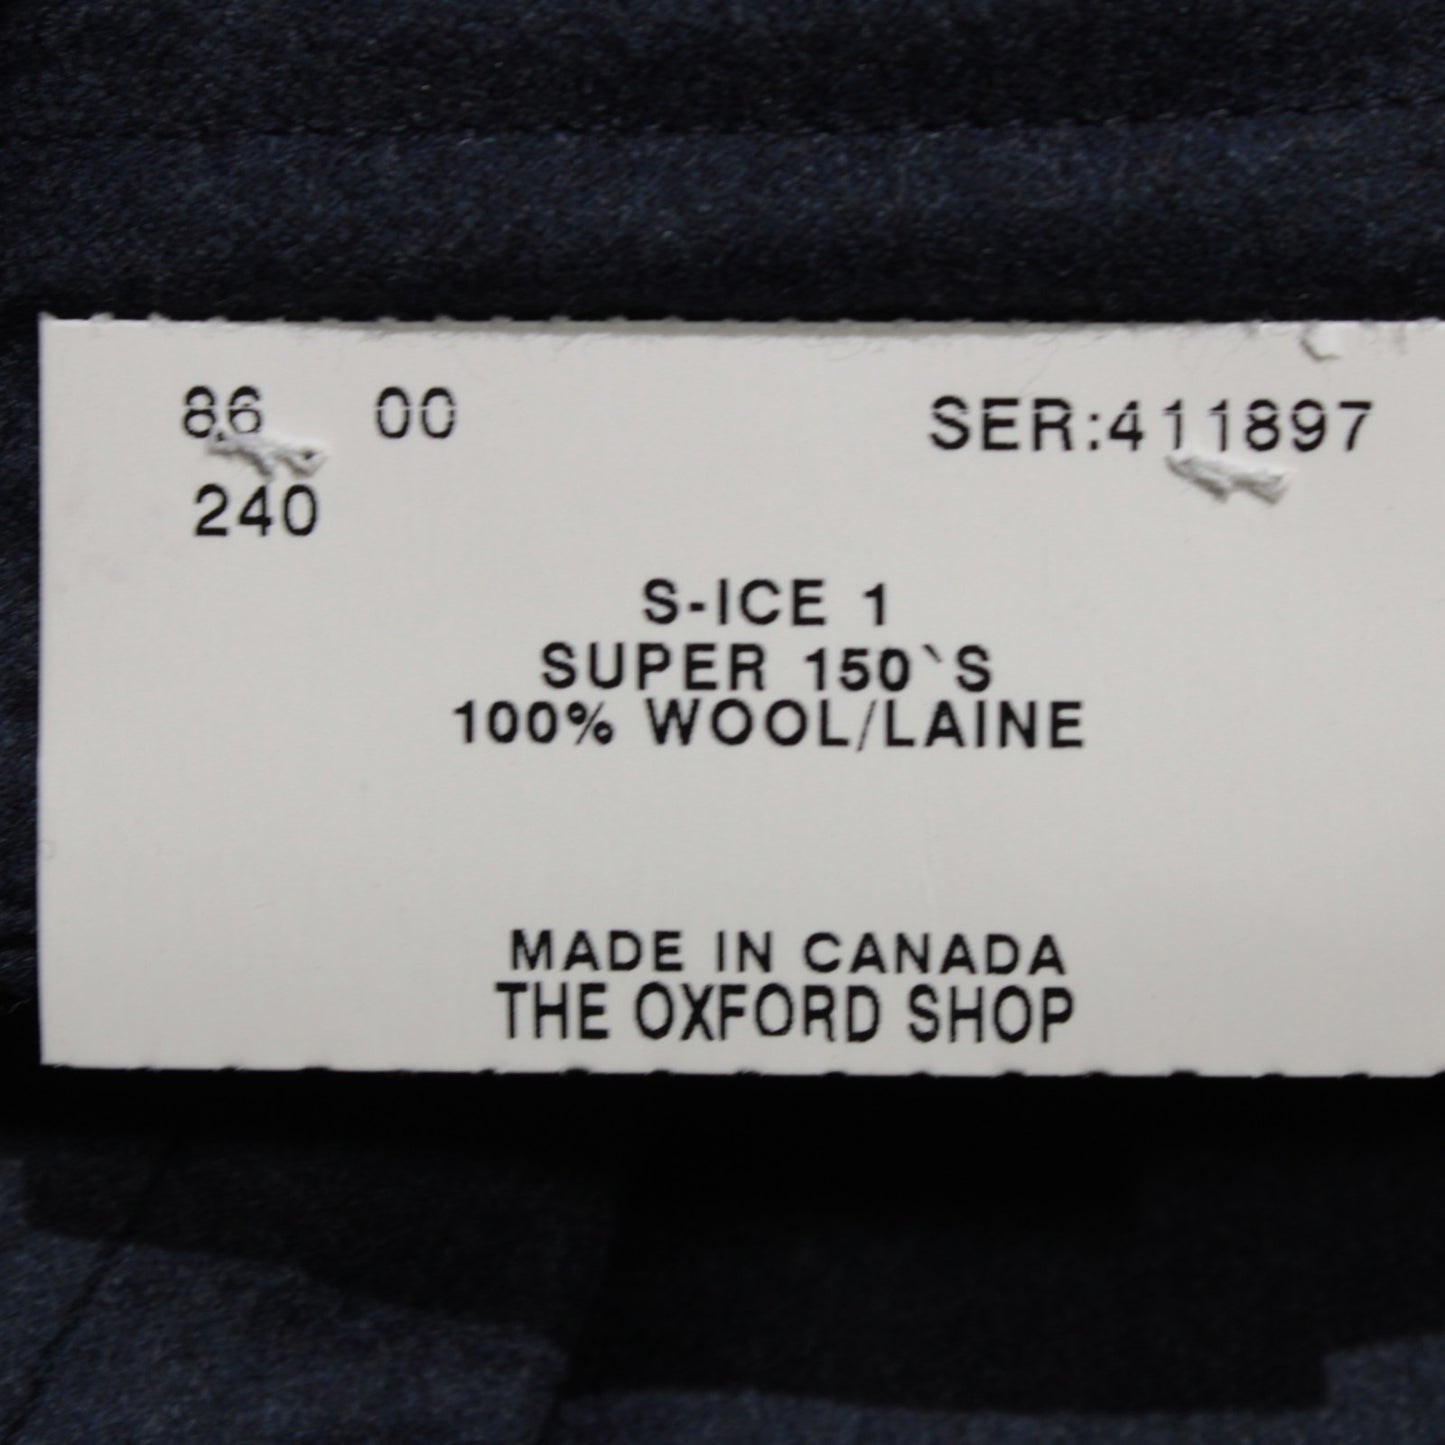 86 00 SER:411897
240
S-ICE 1
SUPER 150`S
100% WOOL/LAINE
MADE IN CANADA
THE OXFORD SHOP